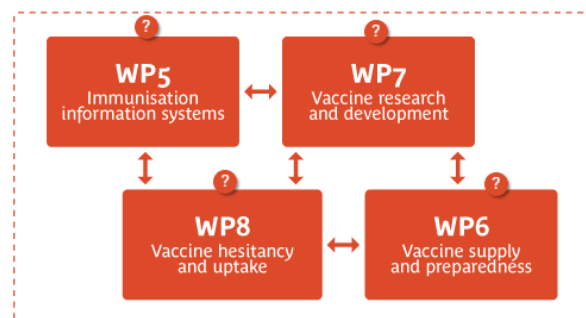 ?
WP5
Immunisation
information systems
?
WP7
Vaccine research
and development
?
WP8
Vaccine hesitancy
and uptake
?
WP6
Vaccine supply
and preparedness